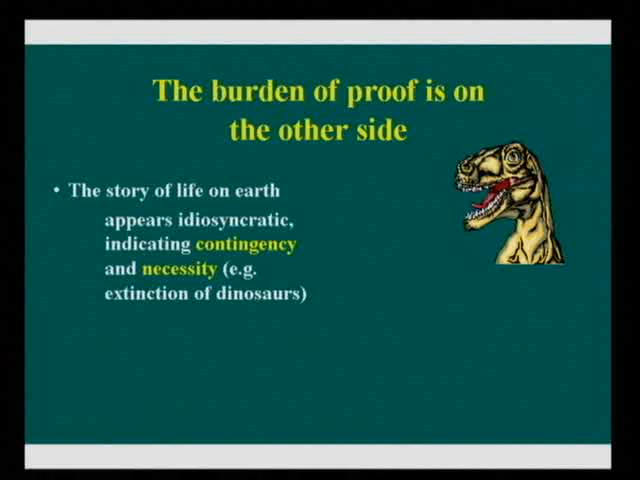 The burden of proof is on
the other side
• The story of life on earth
appears idiosyncratic,
indicating contingency
and necessity (e.g.
extinction of dinosaurs)